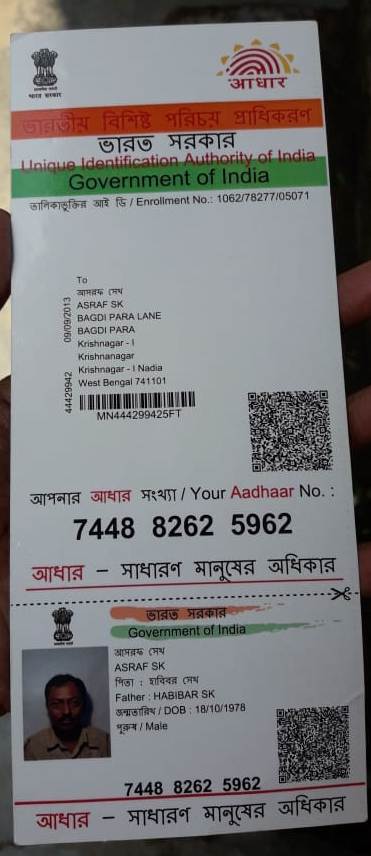 भारत सरकार
आधार
ভারতীয় বিশিষ্ট পরিচয় প্রাধিকরণ
ভারত সরকার
Unique Identification Authority of India
Government of India
তালিকাভুক্তির আই ডি / Enrollment No.: 1062/78277/05071
To
আসরফ সেখ
ASRAF SK
BAGDI PARA LANE
BAGDI PARA
Krishnagar - I
Krishnanagar
Krishnagar - I Nadia
West Bengal 741101
44429942 09/09/2013
MN444299425FT
আপনার আধার সংখ্যা / Your Aadhaar No. :
7448 8262 5962
আধার – সাধারণ মানুষের অধিকার
ভারত সরকার
Government of India
আসরফ সেখ
ASRAF SK
পিতা : হাবিবর সেখ
Father : HABIBAR SK
জন্মতারিখ / DOB : 18/10/1978
পুরুষ / Male
7448 8262 5962
আধার – সাধারণ মানুষের অধিকার